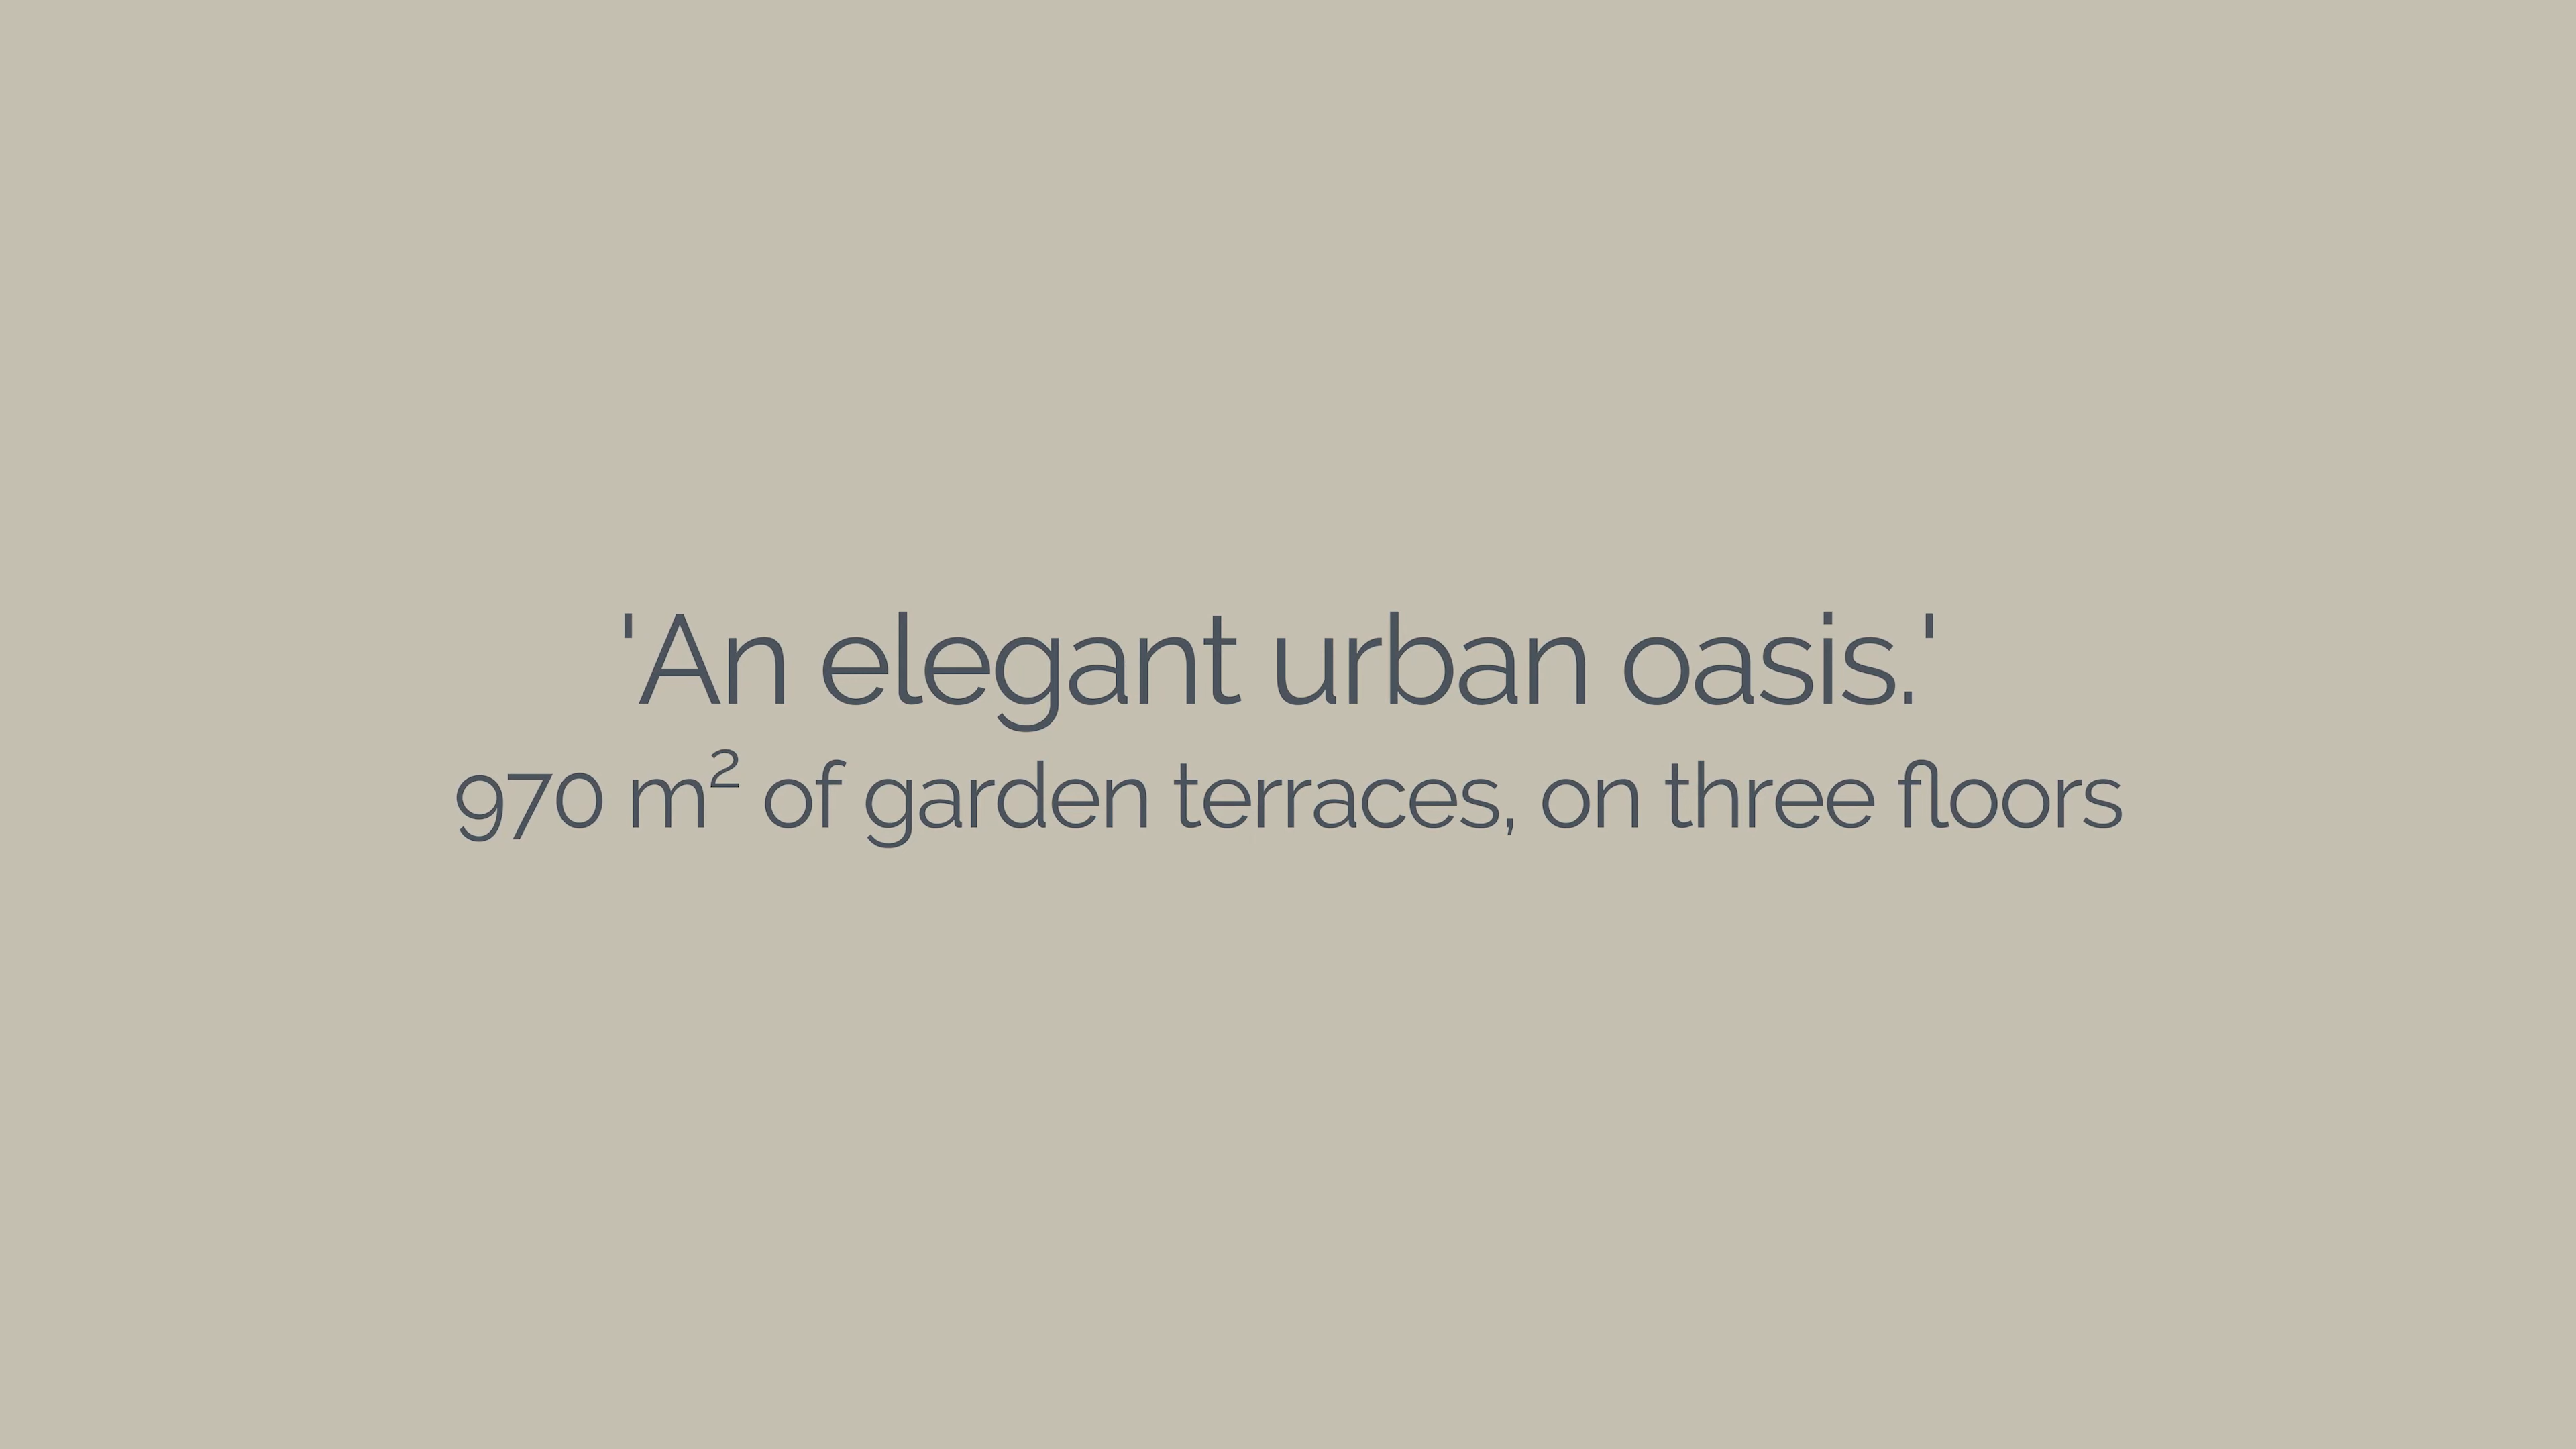 'An elegant urban oasis.'
970 m² of garden terraces, on three floors